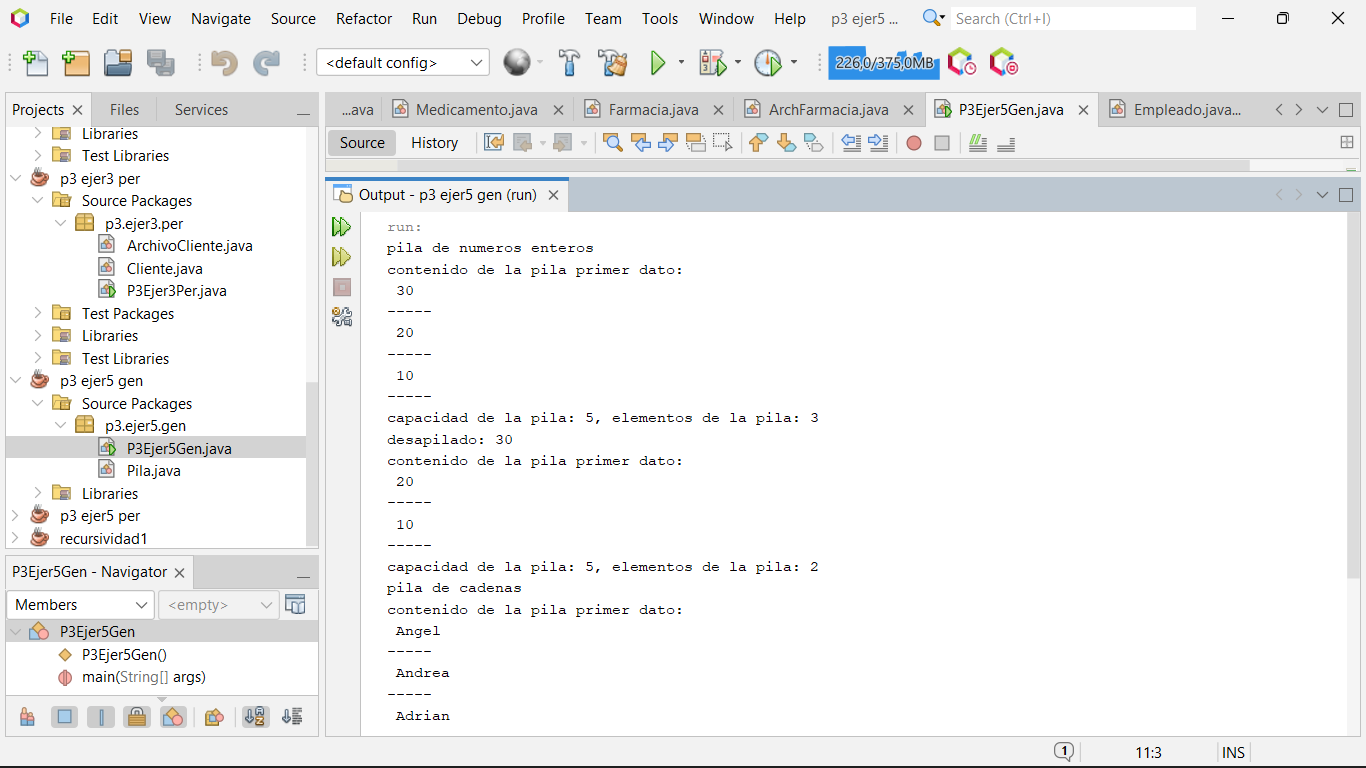 File Edit View Navigate Source Refactor Run Debug Profile Team Tools Window Help p3 ejer5 ... Search (Ctrl+I)
<default config> 226,0/375,0MB
Projects Files Services
Libraries
Test Libraries
p3 ejer3 per
Source Packages
p3.ejer3.per
ArchivoCliente.java
Cliente.java
P3Ejer3Per.java
Test Packages
Libraries
Test Libraries
p3 ejer5 gen
Source Packages
p3.ejer5.gen
P3Ejer5Gen.java
Pila.java
Libraries
p3 ejer5 per
recursividad1
P3Ejer5Gen - Navigator
Members <empty>
P3Ejer5Gen
P3Ejer5Gen()
main(String[] args)
...ava Medicamento.java Farmacia.java ArchFarmacia.java P3Ejer5Gen.java Empleado.java...
Source History
Output - p3 ejer5 gen (run)
run:
pila de numeros enteros
contenido de la pila primer dato:
30
-----
20
-----
10
-----
capacidad de la pila: 5, elementos de la pila: 3
desapilado: 30
contenido de la pila primer dato:
20
-----
10
-----
capacidad de la pila: 5, elementos de la pila: 2
pila de cadenas
contenido de la pila primer dato:
Angel
-----
Andrea
-----
Adrian
1 11:3 INS